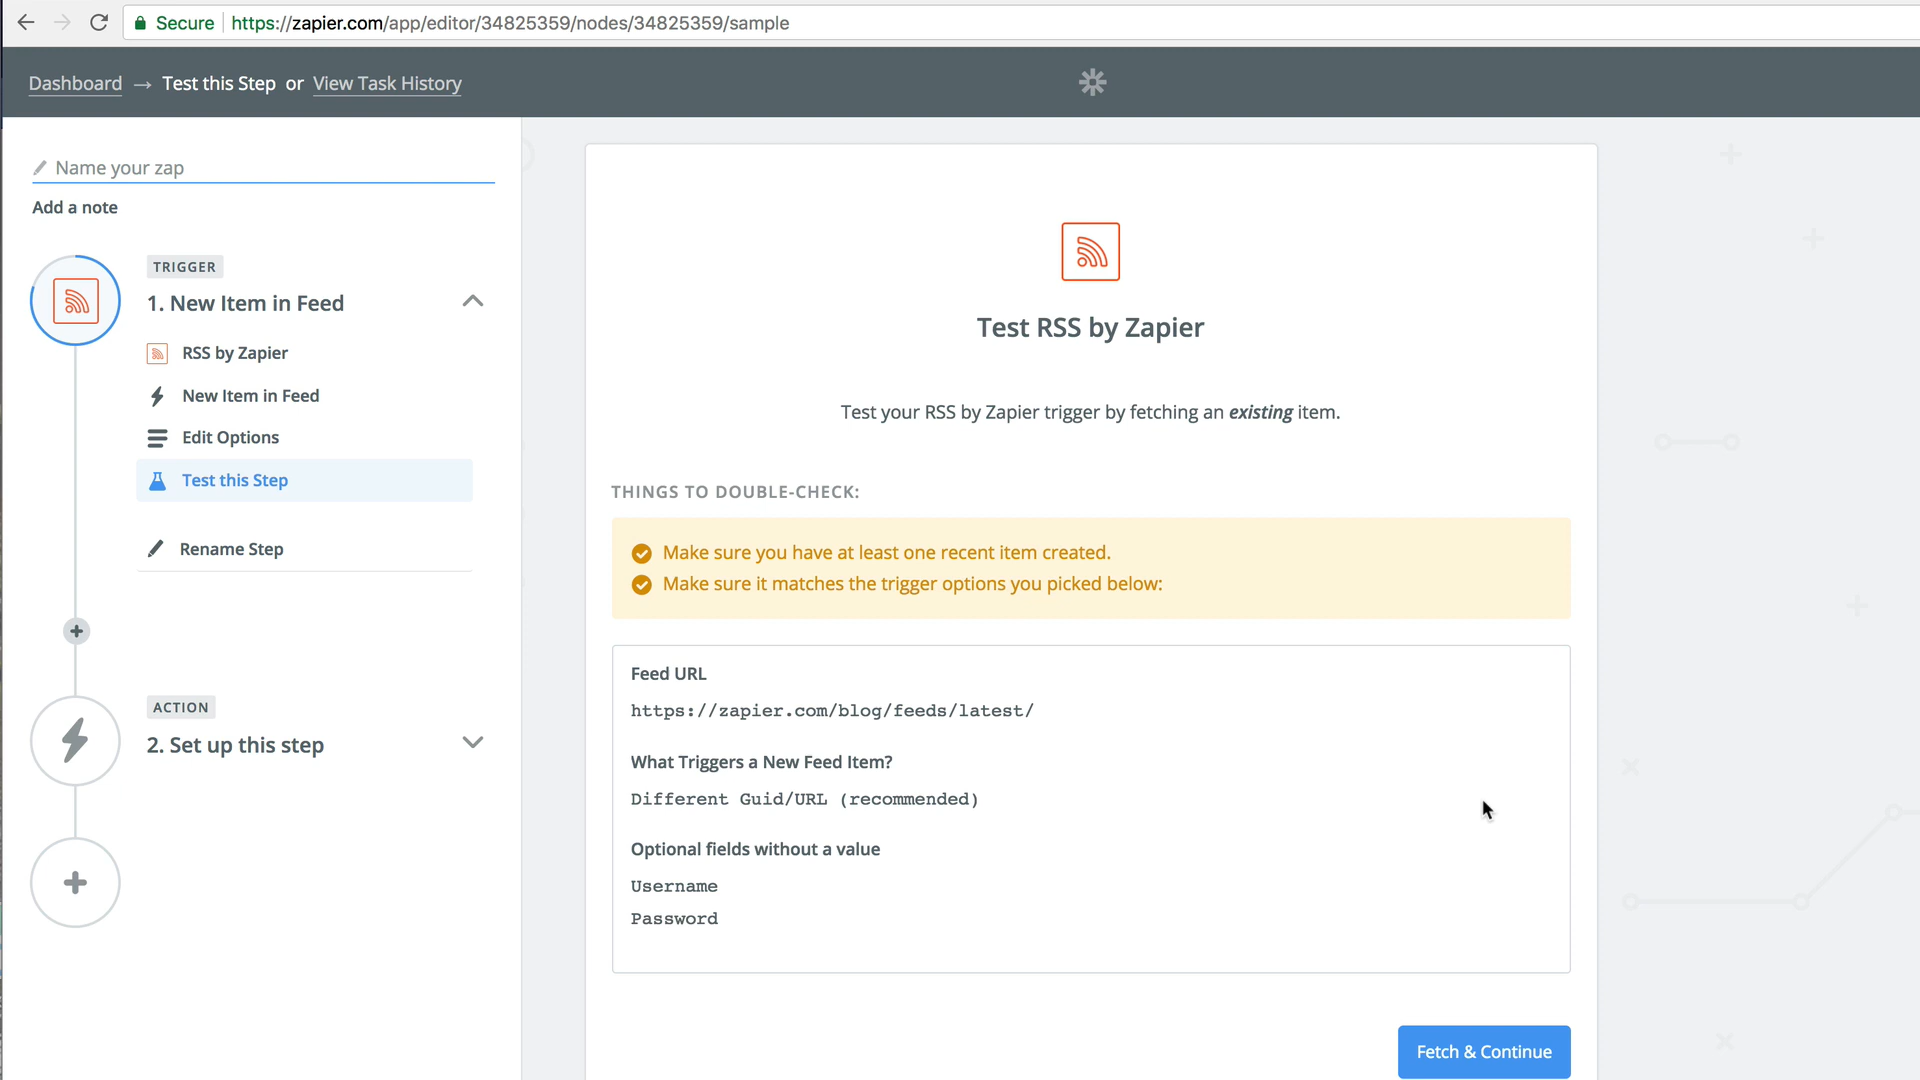 Secure https://zapier.com/app/editor/34825359/nodes/34825359/sample
Dashboard → Test this Step or View Task History
Name your zap
Add a note
TRIGGER
1. New Item in Feed
RSS by Zapier
New Item in Feed
Edit Options
Test this Step
Rename Step
ACTION
2. Set up this step
Test RSS by Zapier
Test your RSS by Zapier trigger by fetching an existing item.
THINGS TO DOUBLE-CHECK:
Make sure you have at least one recent item created.
Make sure it matches the trigger options you picked below:
Feed URL
https://zapier.com/blog/feeds/latest/
What Triggers a New Feed Item?
Different Guid/URL (recommended)
Optional fields without a value
Username
Password
Fetch & Continue